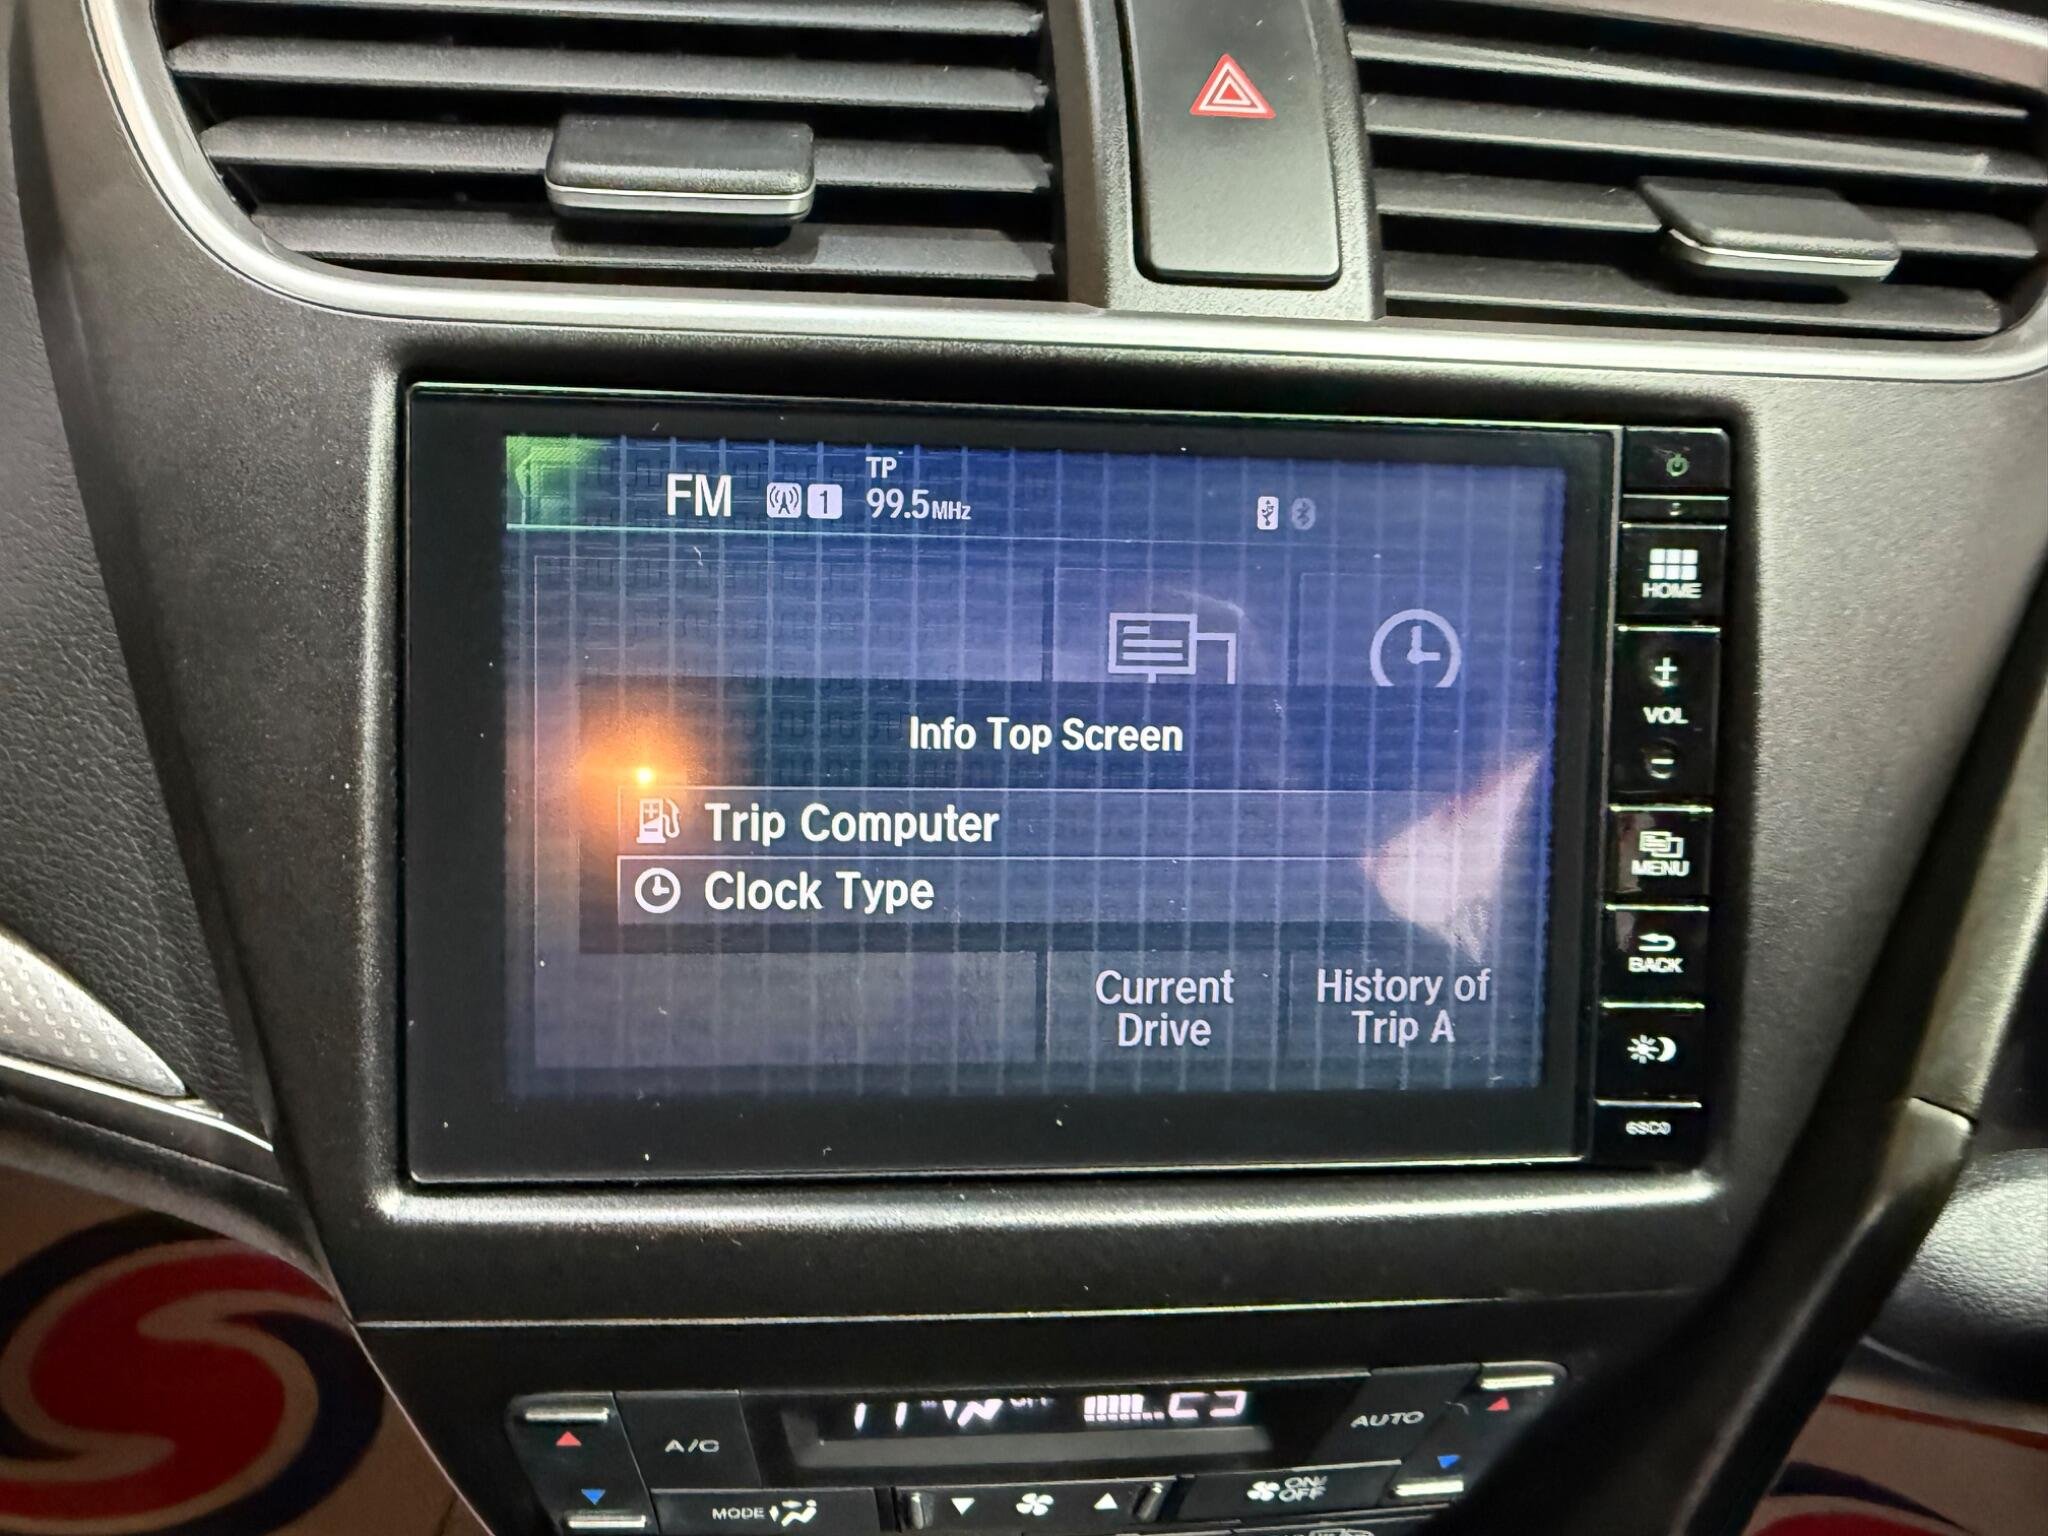 TP
FM 1 99.5MHz
Info Top Screen
Trip Computer
Clock Type
Current
Drive
History of
Trip A
HOME
+
VOL
−
MENU
BACK
A/C
AUTO
MODE
ON/
OFF